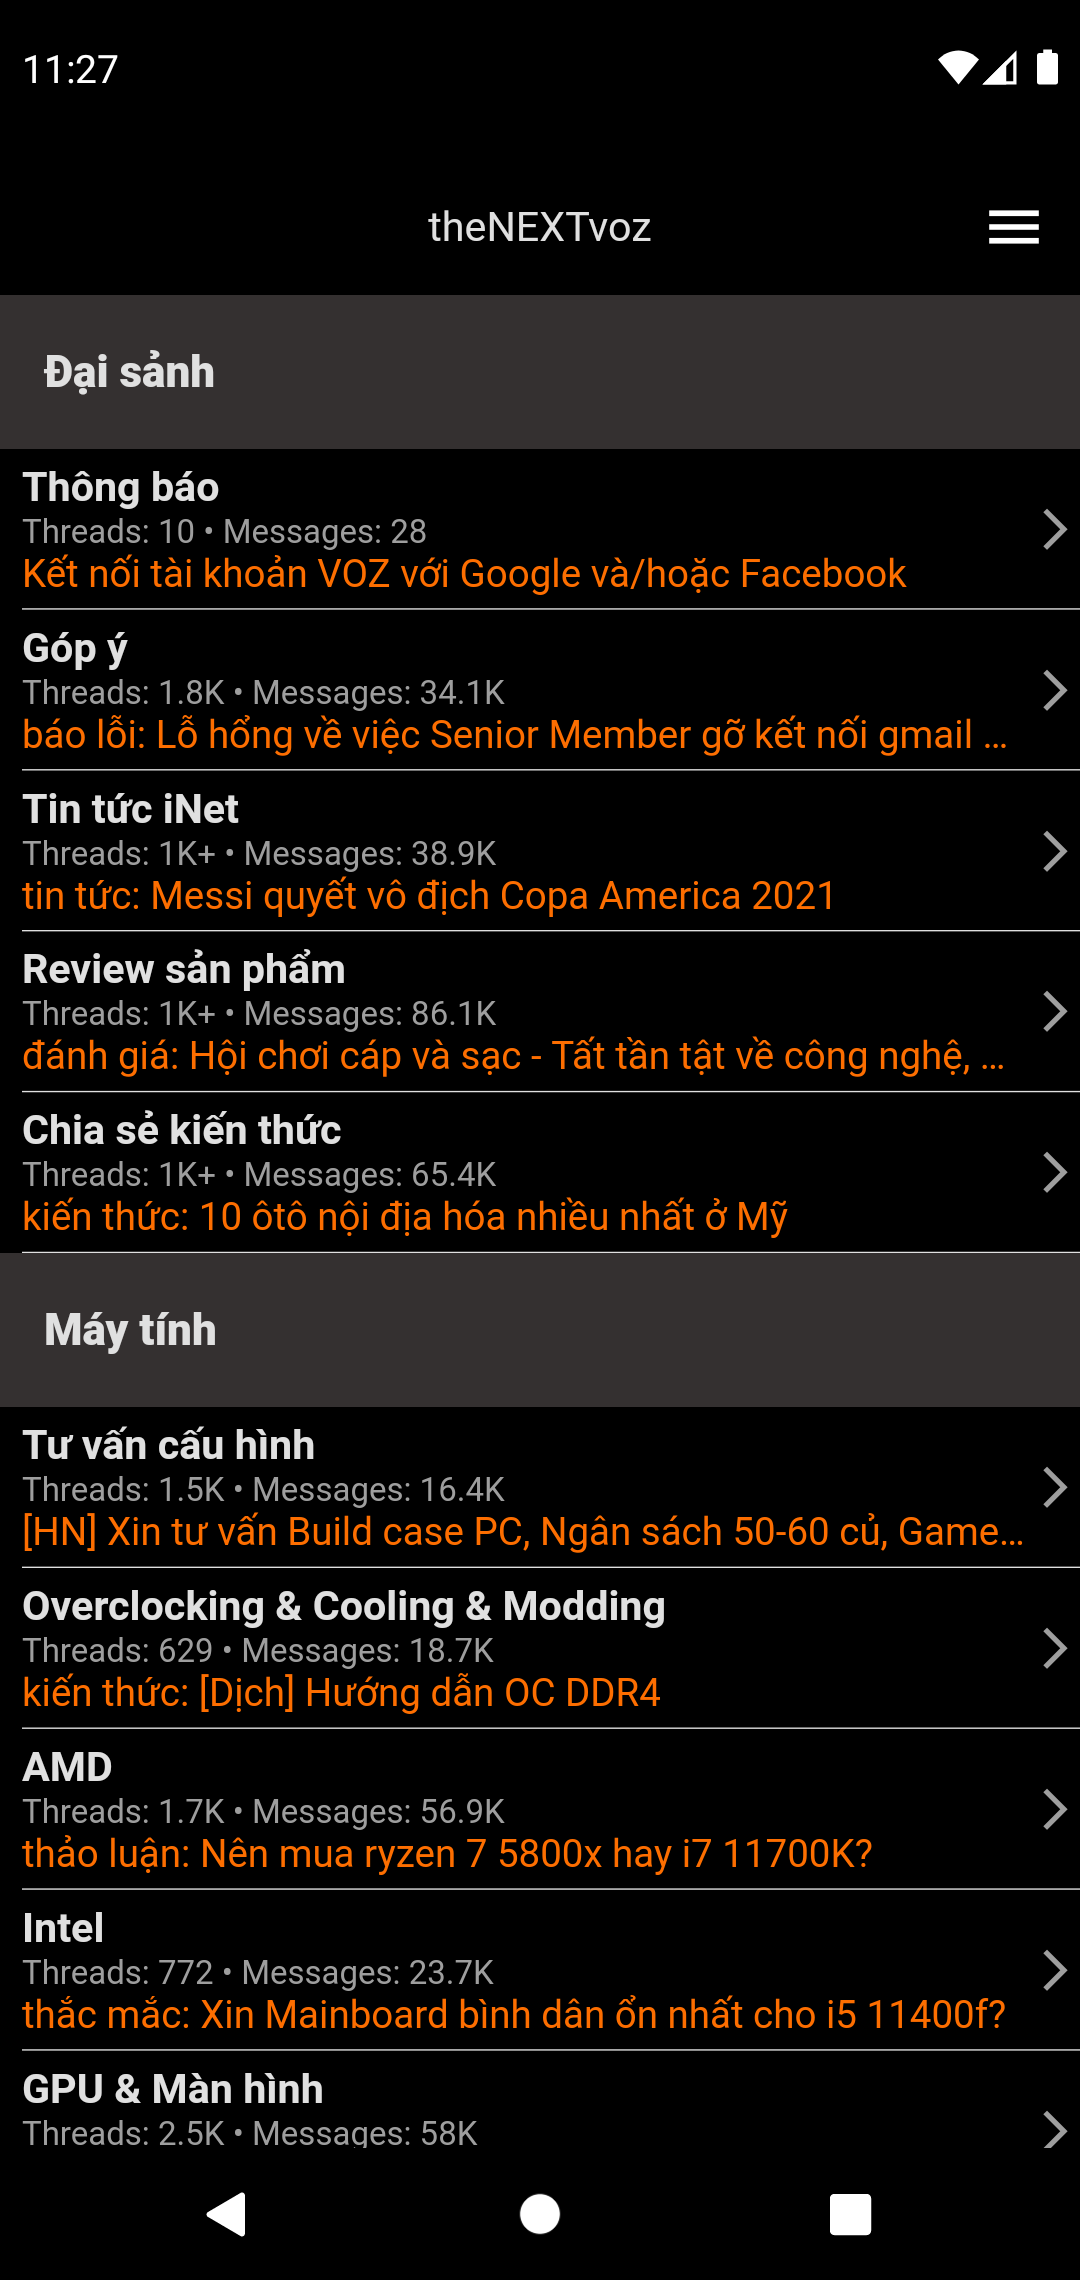 11:27
theNEXTvoz
Đại sảnh
Thông báo
Threads: 10 • Messages: 28
Kết nối tài khoản VOZ với Google và/hoặc Facebook
Góp ý
Threads: 1.8K • Messages: 34.1K
báo lỗi: Lỗ hổng về việc Senior Member gỡ kết nối gmail ...
Tin tức iNet
Threads: 1K+ • Messages: 38.9K
tin tức: Messi quyết vô địch Copa America 2021
Review sản phẩm
Threads: 1K+ • Messages: 86.1K
đánh giá: Hội chơi cáp và sạc - Tất tần tật về công nghệ, ...
Chia sẻ kiến thức
Threads: 1K+ • Messages: 65.4K
kiến thức: 10 ôtô nội địa hóa nhiều nhất ở Mỹ
Máy tính
Tư vấn cấu hình
Threads: 1.5K • Messages: 16.4K
[HN] Xin tư vấn Build case PC, Ngân sách 50-60 củ, Game...
Overclocking & Cooling & Modding
Threads: 629 • Messages: 18.7K
kiến thức: [Dịch] Hướng dẫn OC DDR4
AMD
Threads: 1.7K • Messages: 56.9K
thảo luận: Nên mua ryzen 7 5800x hay i7 11700K?
Intel
Threads: 772 • Messages: 23.7K
thắc mắc: Xin Mainboard bình dân ổn nhất cho i5 11400f?
GPU & Màn hình
Threads: 2.5K • Messages: 58K